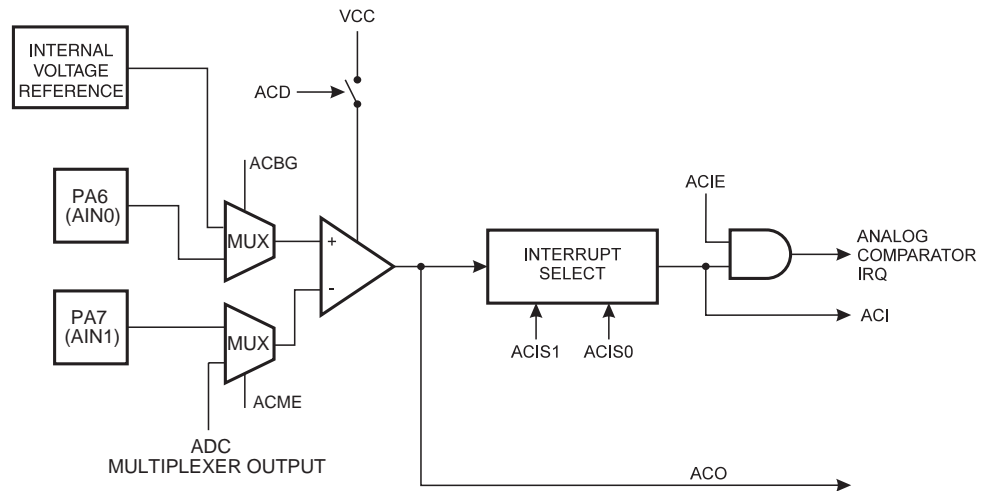 VCC
INTERNAL
VOLTAGE
REFERENCE
ACD
ACBG
PA6
(AIN0)
MUX
+
-
PA7
(AIN1)
MUX
ACME
ADC
MULTIPLEXER OUTPUT
INTERRUPT
SELECT
ACIS1
ACIS0
ACIE
ANALOG
COMPARATOR
IRQ
ACI
ACO